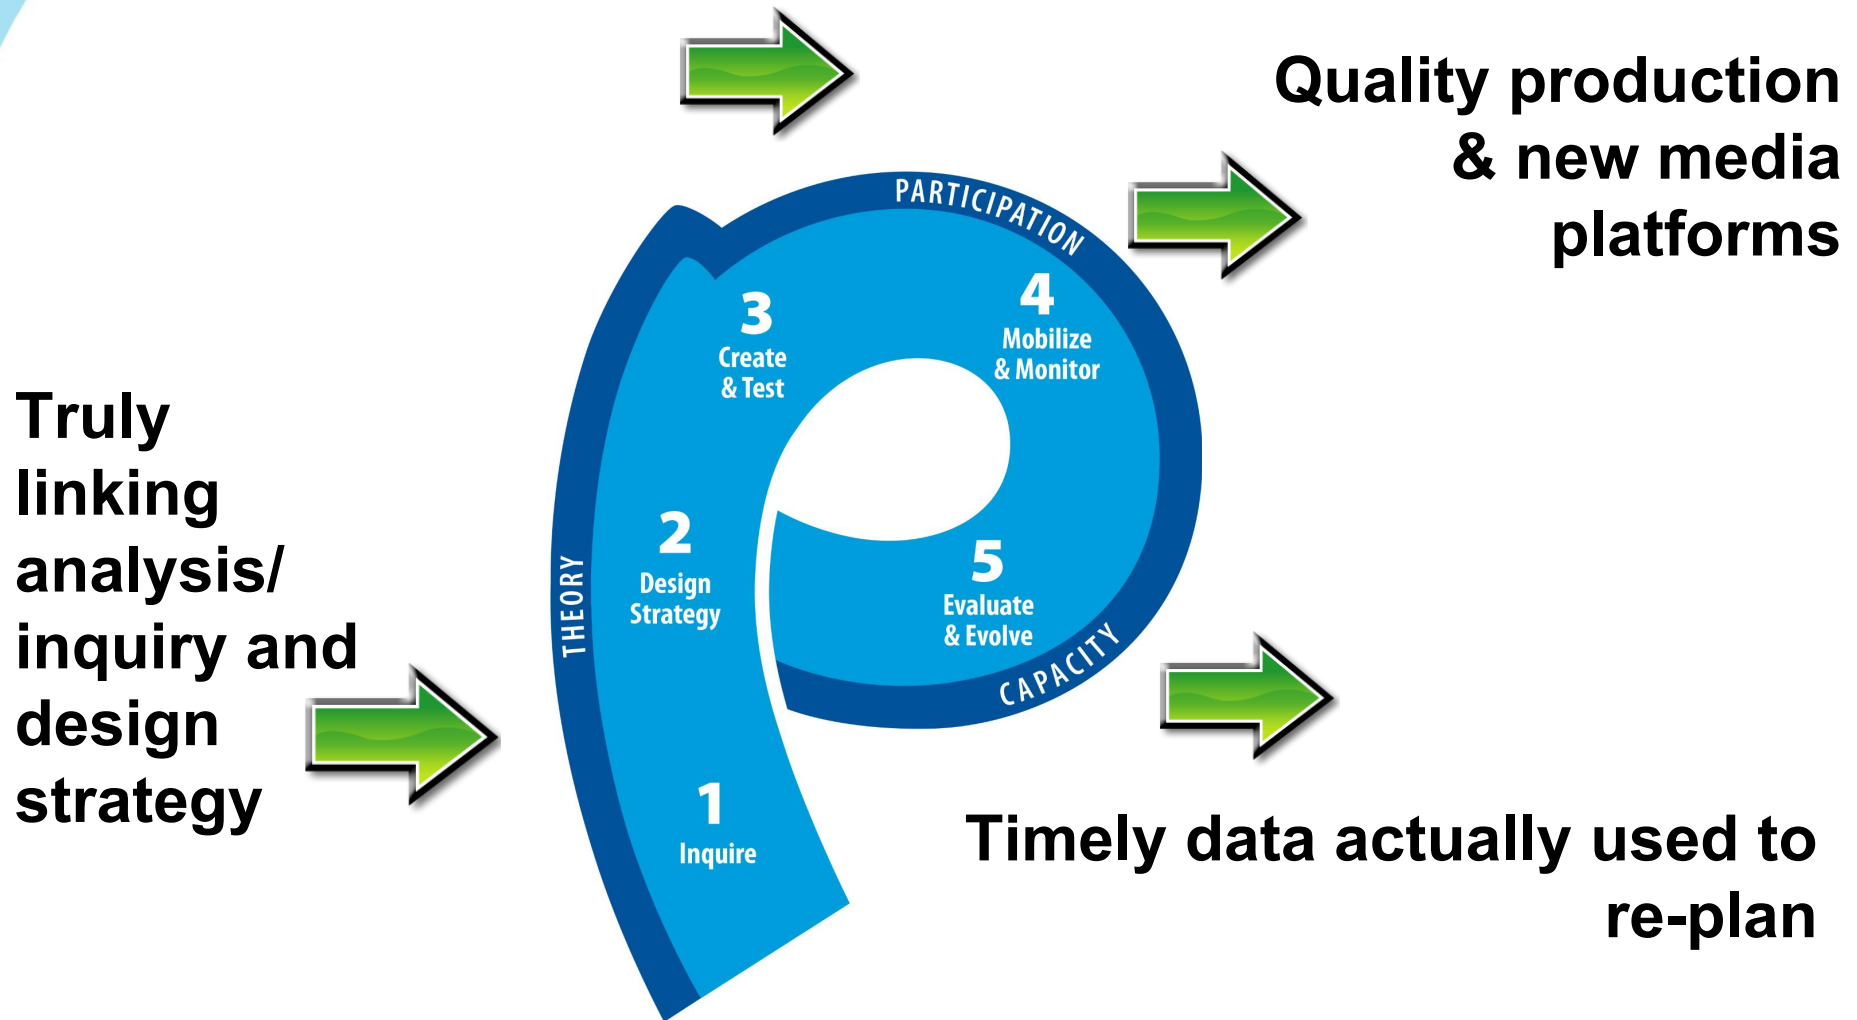 Quality production
& new media
platforms
Truly
linking
analysis/
inquiry and
design
strategy
THEORY
PARTICIPATION
CAPACITY
1
Inquire
2
Design
Strategy
3
Create
& Test
4
Mobilize
& Monitor
5
Evaluate
& Evolve
Timely data actually used to
re-plan